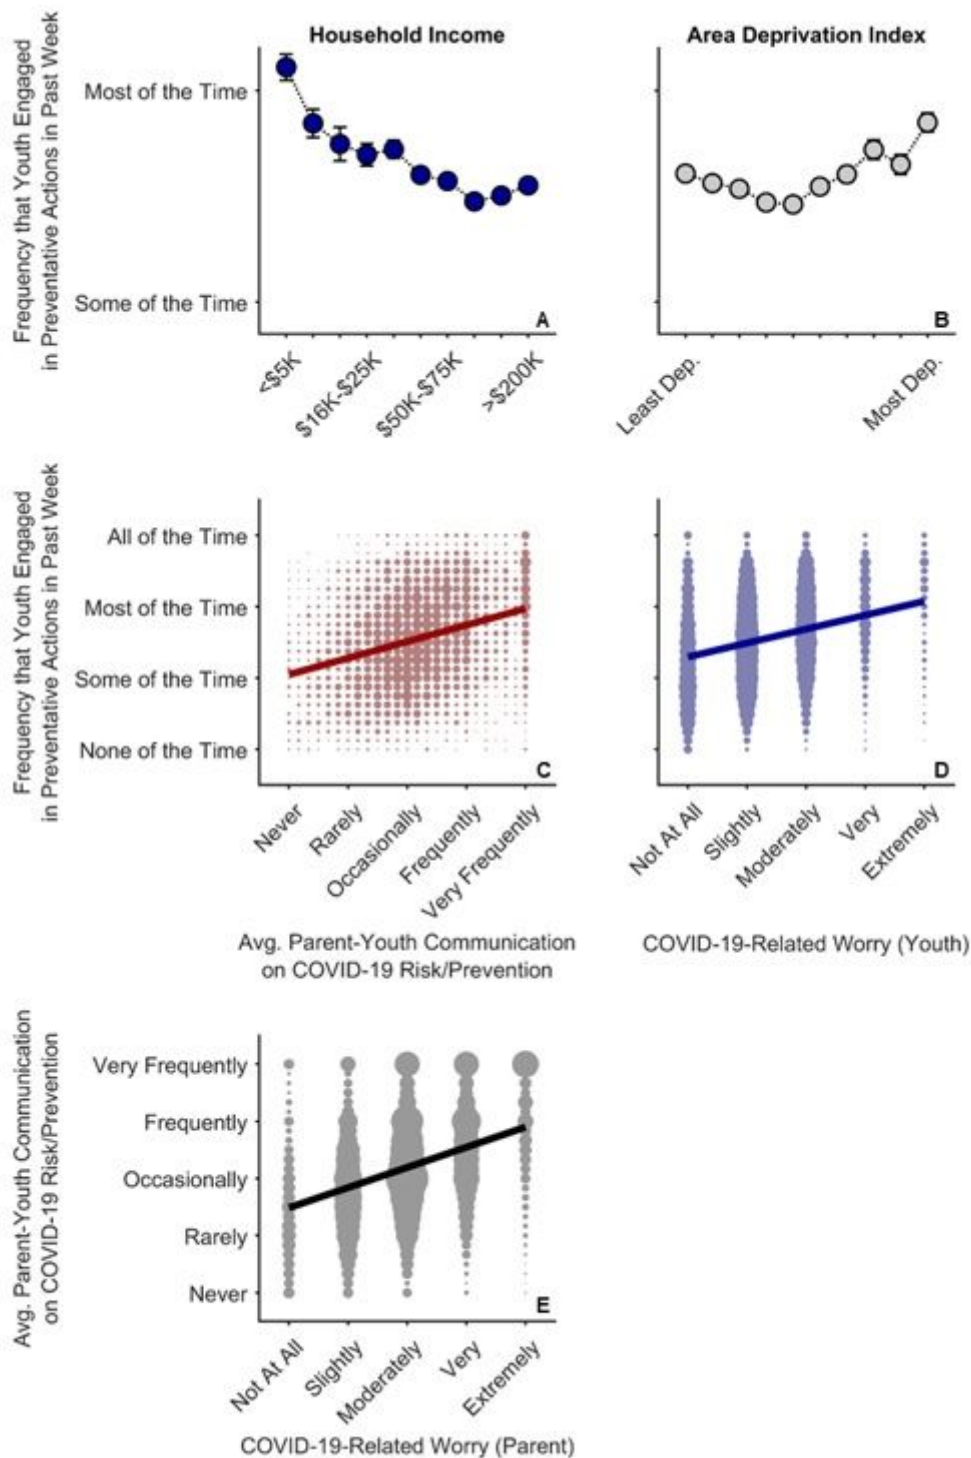 Household Income
Area Deprivation Index
Frequency that Youth Engaged
in Preventative Actions in Past Week
Most of the Time
Some of the Time
A
B
<$5K
$16K-$25K
$50K-$75K
>$200K
Least Dep.
Most Dep.
Frequency that Youth Engaged
in Preventative Actions in Past Week
All of the Time
Most of the Time
Some of the Time
None of the Time
C
D
Never
Rarely
Occasionally
Frequently
Very Frequently
Not At All
Slightly
Moderately
Very
Extremely
Avg. Parent-Youth Communication
on COVID-19 Risk/Prevention
COVID-19-Related Worry (Youth)
Avg. Parent-Youth Communication
on COVID-19 Risk/Prevention
Very Frequently
Frequently
Occasionally
Rarely
Never
E
Not At All
Slightly
Moderately
Very
Extremely
COVID-19-Related Worry (Parent)